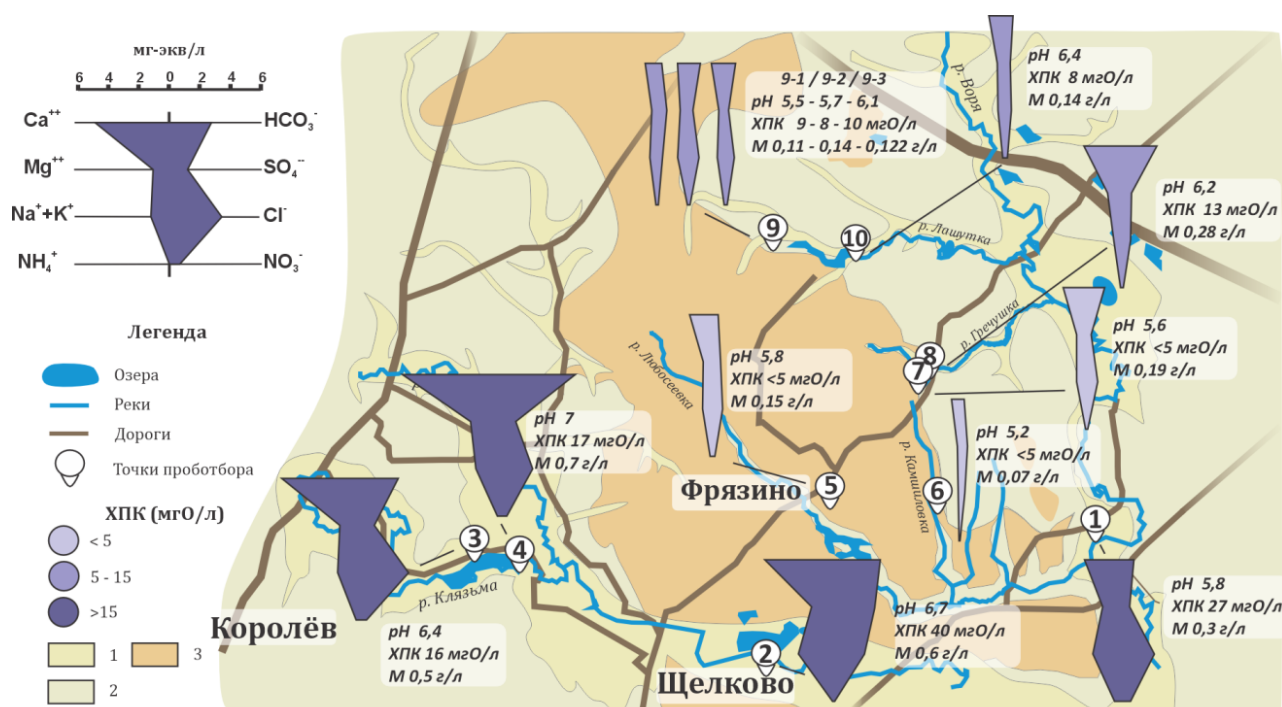 мг-экв/л
6 4 2 0 2 4 6
Ca⁺⁺ HCO₃⁻
Mg⁺⁺ SO₄⁻⁻
Na⁺+K⁺ Cl⁻
NH₄⁺ NO₃⁻
Легенда
Озера
Реки
Дороги
Точки проботбора
ХПК (мгО/л)
< 5
5 - 15
>15
1 3
2
9-1 / 9-2 / 9-3
pH 5,5 - 5,7 - 6,1
ХПК 9 - 8 - 10 мгО/л
М 0,11 - 0,14 - 0,122 г/л
р. Воря
pH 6,4
ХПК 8 мгО/л
М 0,14 г/л
pH 6,2
ХПК 13 мгО/л
М 0,28 г/л
9
10
р. Лашутка
р. Гречушка
pH 5,6
ХПК <5 мгО/л
М 0,19 г/л
р. Любосеевка
pH 5,8
ХПК <5 мгО/л
М 0,15 г/л
8
7
pH 7
ХПК 17 мгО/л
М 0,7 г/л
р. Камшиловка
pH 5,2
ХПК <5 мгО/л
М 0,07 г/л
Фрязино
5
6
1
3
4
р. Клязьма
Королёв
pH 6,4
ХПК 16 мгО/л
М 0,5 г/л
2
Щелково
pH 6,7
ХПК 40 мгО/л
М 0,6 г/л
pH 5,8
ХПК 27 мгО/л
М 0,3 г/л